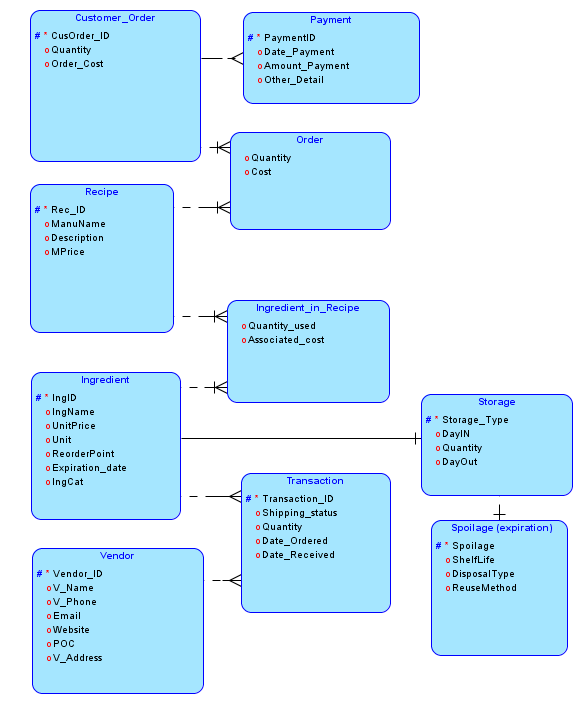 Customer_Order
# * CusOrder_ID
o Quantity
o Order_Cost
Payment
# * PaymentID
o Date_Payment
o Amount_Payment
o Other_Detail
Order
o Quantity
o Cost
Recipe
# * Rec_ID
o ManuName
o Description
o MPrice
Ingredient_in_Recipe
o Quantity_used
o Associated_cost
Ingredient
# * IngID
o IngName
o UnitPrice
o Unit
o ReorderPoint
o Expiration_date
o IngCat
Storage
# * Storage_Type
o DayIN
o Quantity
o DayOut
Transaction
# * Transaction_ID
o Shipping_status
o Quantity
o Date_Ordered
o Date_Received
Spoilage (expiration)
# * Spoilage
o ShelfLife
o DisposalType
o ReuseMethod
Vendor
# * Vendor_ID
o V_Name
o V_Phone
o Email
o Website
o POC
o V_Address